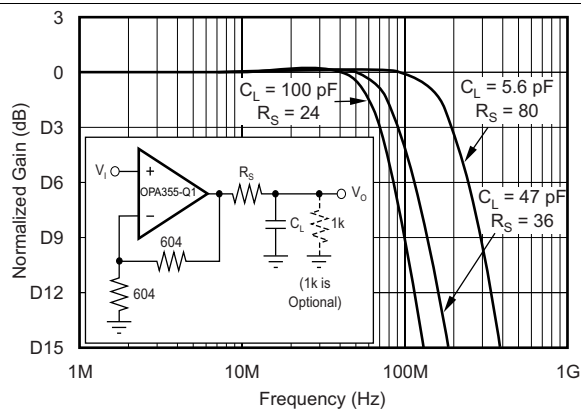 3
0
D3
D6
D9
D12
D15
Normalized Gain (dB)
C_L = 100 pF
R_S = 24
C_L = 5.6 pF
R_S = 80
C_L = 47 pF
R_S = 36
V_I
+
−
OPA355-Q1
R_S
V_O
C_L
1k
604
604
(1k is
Optional)
1M
10M
100M
1G
Frequency (Hz)